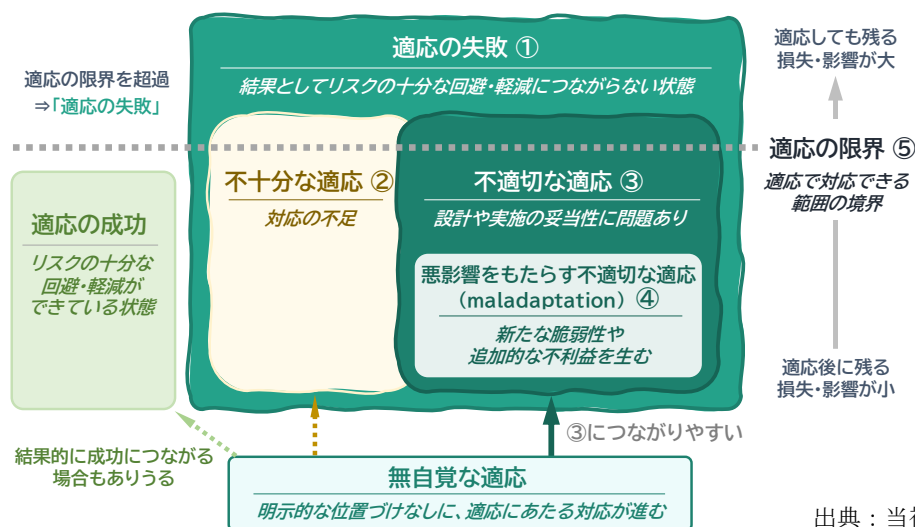 適応の失敗 ①
結果としてリスクの十分な回避・軽減につながらない状態
適応の限界を超過
⇒「適応の失敗」
適応しても残る
損失・影響が大
適応の限界 ⑤
適応で対応できる
範囲の境界
不十分な適応 ②
対応の不足
不適切な適応 ③
設計や実施の妥当性に問題あり
適応の成功
リスクの十分な
回避・軽減が
できている状態
悪影響をもたらす不適切な適応
（maladaptation）④
新たな脆弱性や
追加的な不利益を生む
適応後に残る
損失・影響が小
③につながりやすい
結果的に成功につながる
場合もありうる
無自覚な適応
明示的な位置づけなしに、適応にあたる対応が進む
出典：当